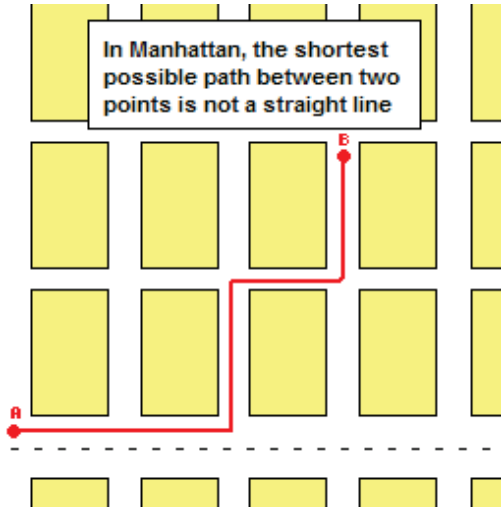 In Manhattan, the shortest
possible path between two
points is not a straight line
B
A